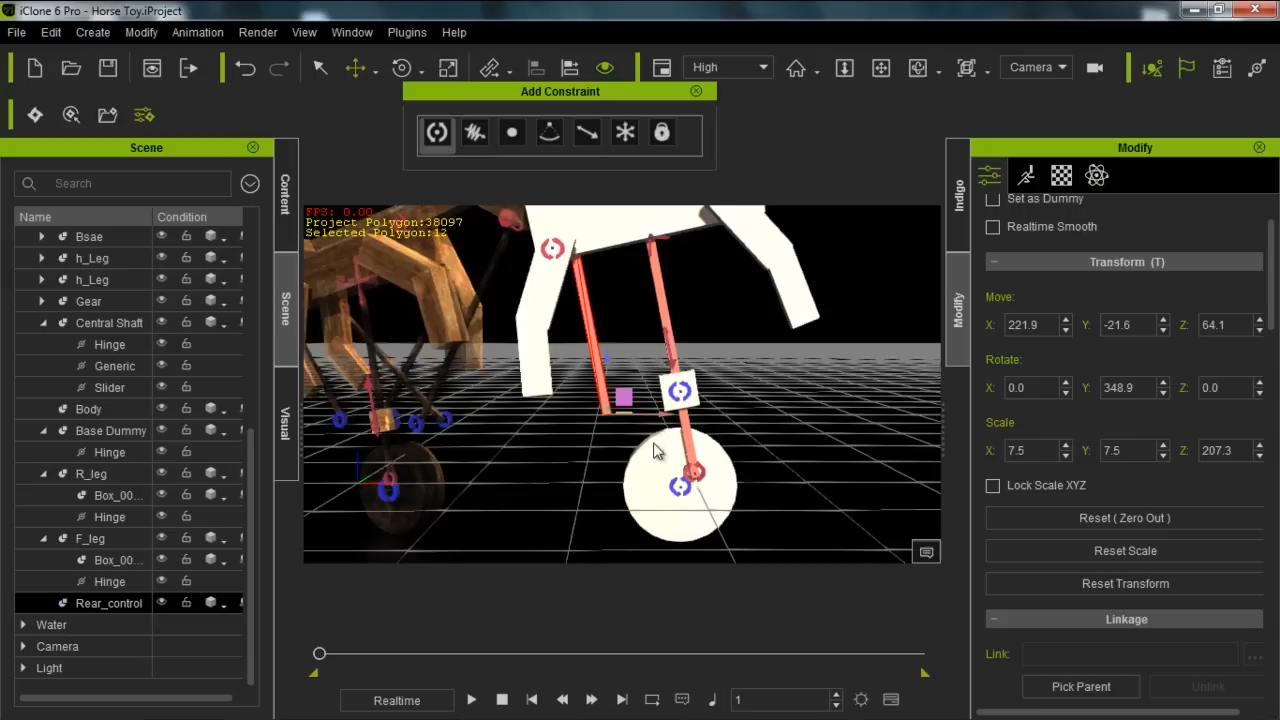 iClone 6 Pro - Horse Toy.iProject
File Edit Create Modify Animation Render View Window Plugins Help
High
Camera
Add Constraint
Scene
Search
Name Condition
Bsae
h_Leg
h_Leg
Gear
Central Shaft
Hinge
Generic
Slider
Body
Base Dummy
Hinge
R_leg
Box_00...
Hinge
F_leg
Box_00...
Hinge
Rear_control
Water
Camera
Light
Content
Scene
Visual
FPS: 0.00
Project Polygon:38097
Selected Polygon:12
Realtime
1
Indigo
Modify
Modify
Set as Dummy
Realtime Smooth
Transform (T)
Move:
X: 221.9 Y: -21.6 Z: 64.1
Rotate:
X: 0.0 Y: 348.9 Z: 0.0
Scale
X: 7.5 Y: 7.5 Z: 207.3
Lock Scale XYZ
Reset ( Zero Out )
Reset Scale
Reset Transform
Linkage
Link: ...
Pick Parent Unlink